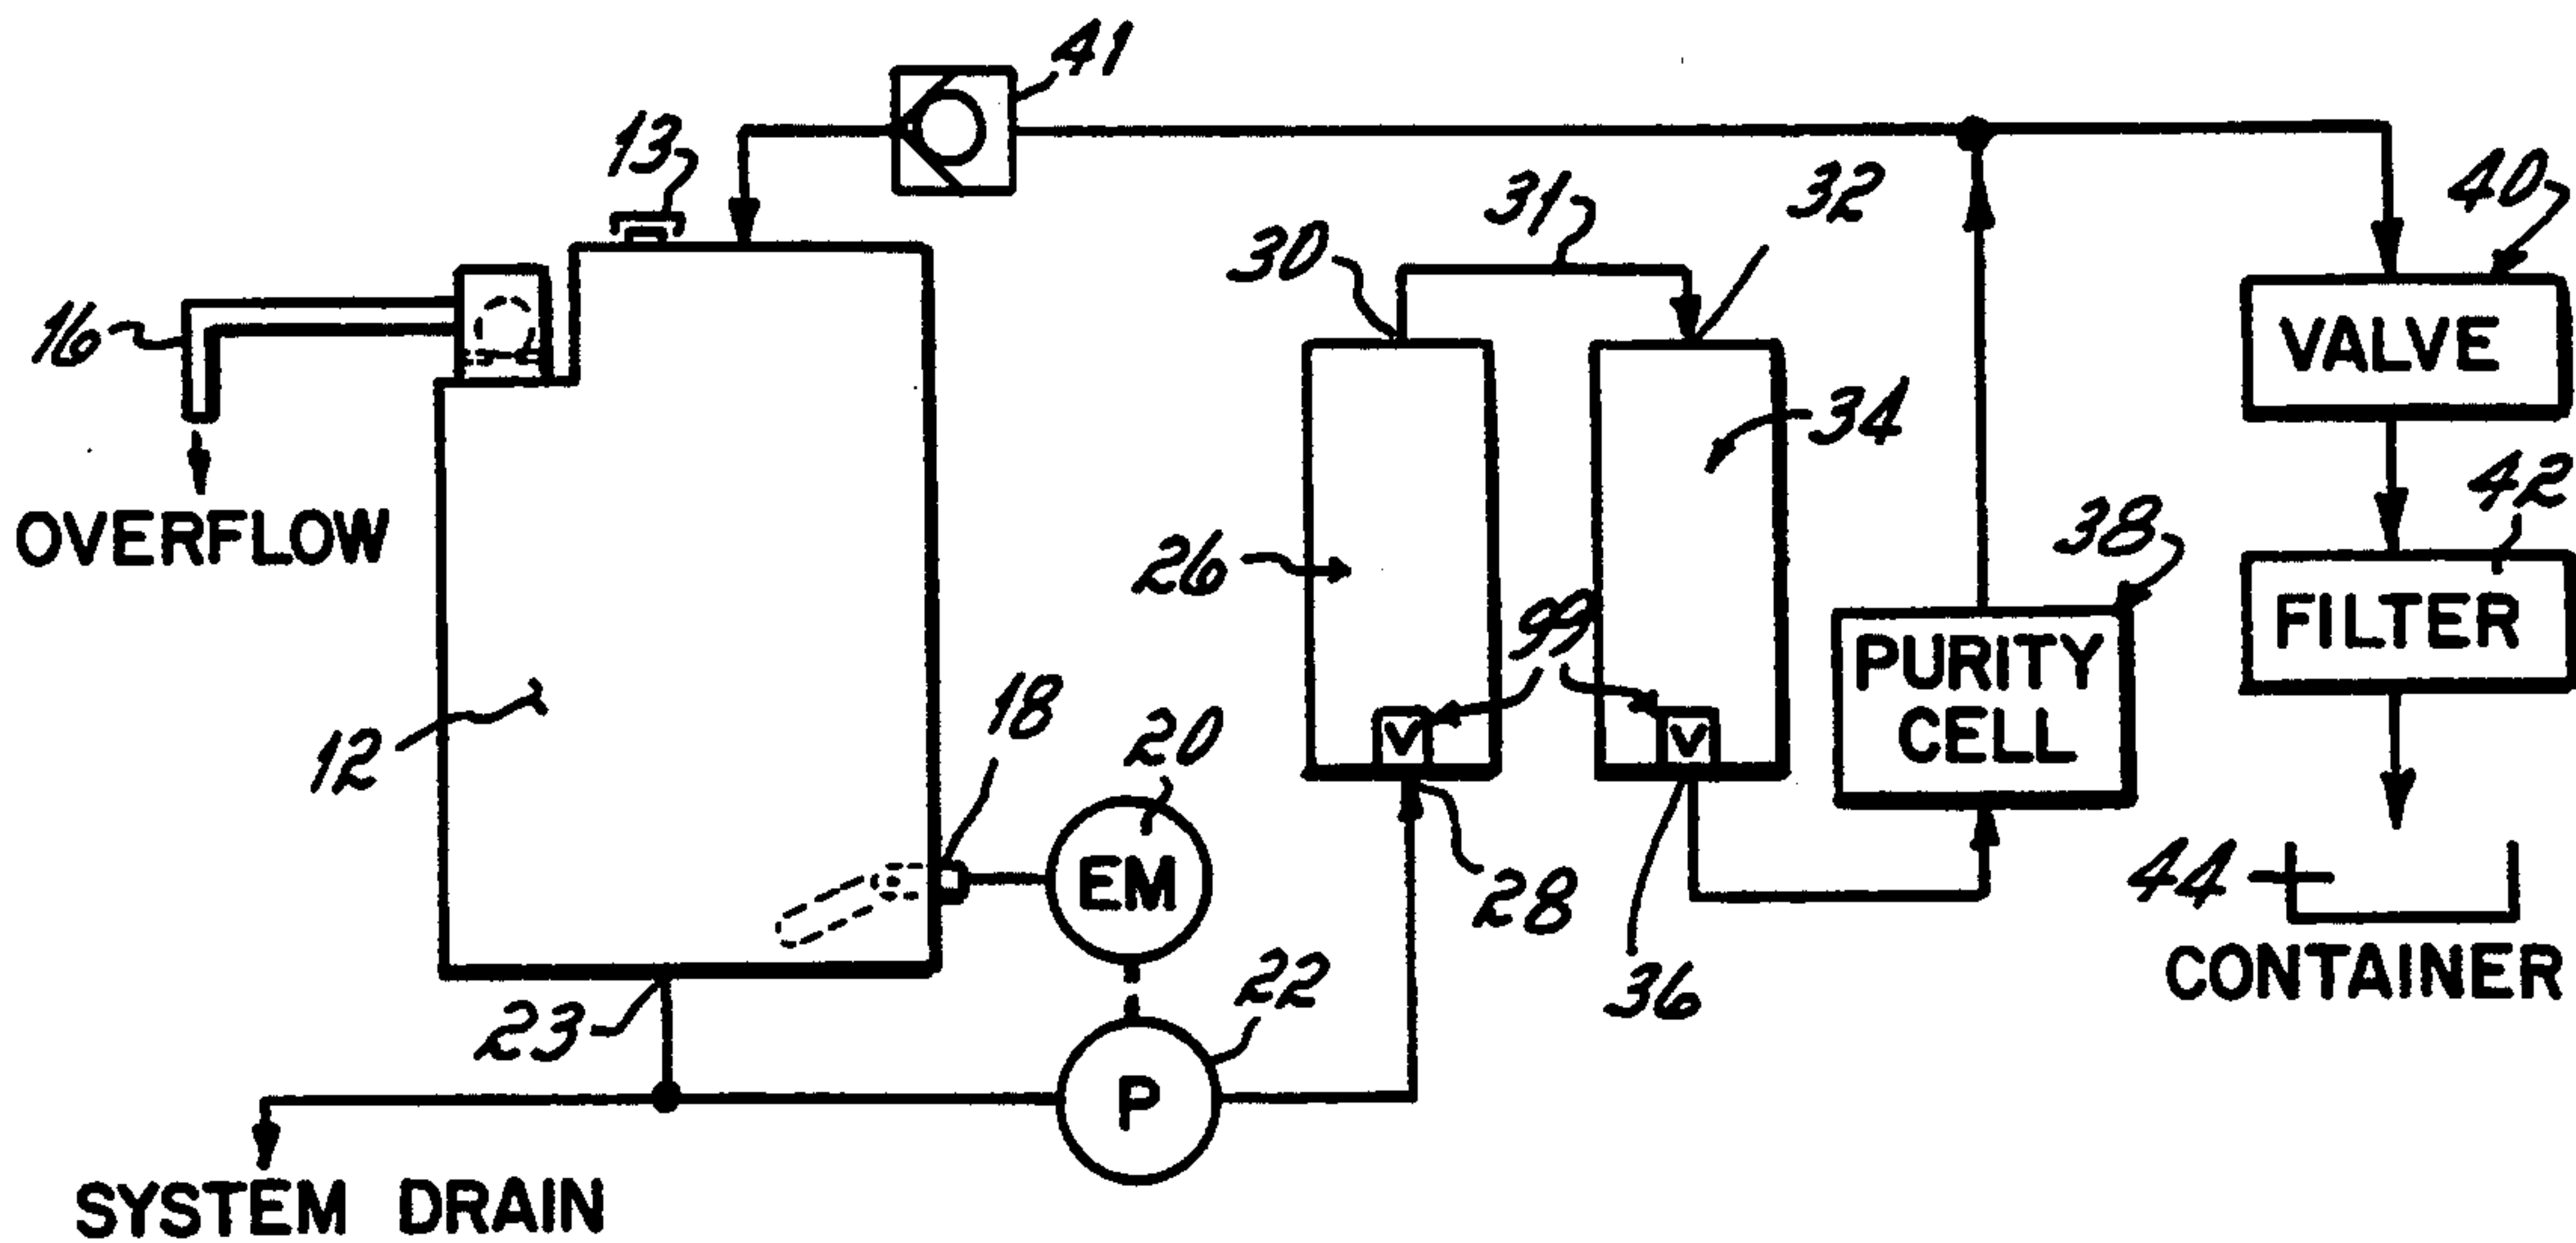 41
13
31
32
40
30
16
VALVE
34
42
OVERFLOW
38
26
99
FILTER
PURITY
CELL
V
V
18
20
12
EM
28
44
36
22
23
CONTAINER
P
SYSTEM DRAIN